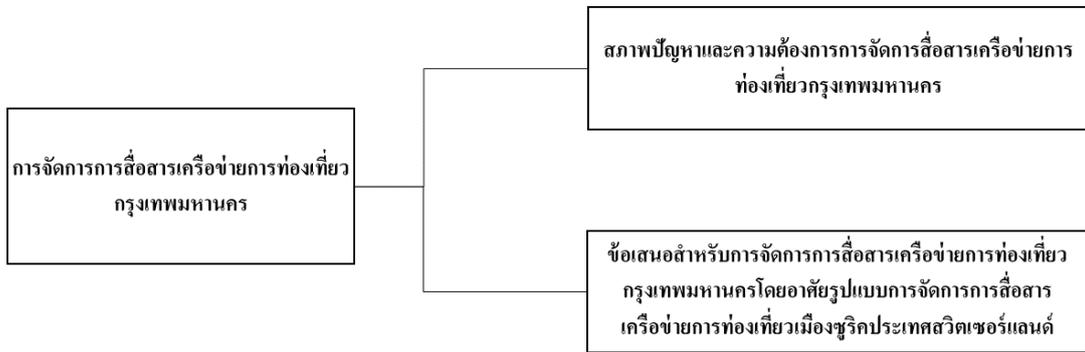 สภาพปัญหาและความต้องการการจัดการสื่อสารเครือข่ายการ
ท่องเที่ยวกรุงเทพมหานคร
การจัดการการสื่อสารเครือข่ายการท่องเที่ยว
กรุงเทพมหานคร
ข้อเสนอสำหรับการจัดการการสื่อสารเครือข่ายการท่องเที่ยว
กรุงเทพมหานครโดยอาศัยรูปแบบการจัดการการสื่อสาร
เครือข่ายการท่องเที่ยวเมืองซูริคประเทศสวิตเซอร์แลนด์